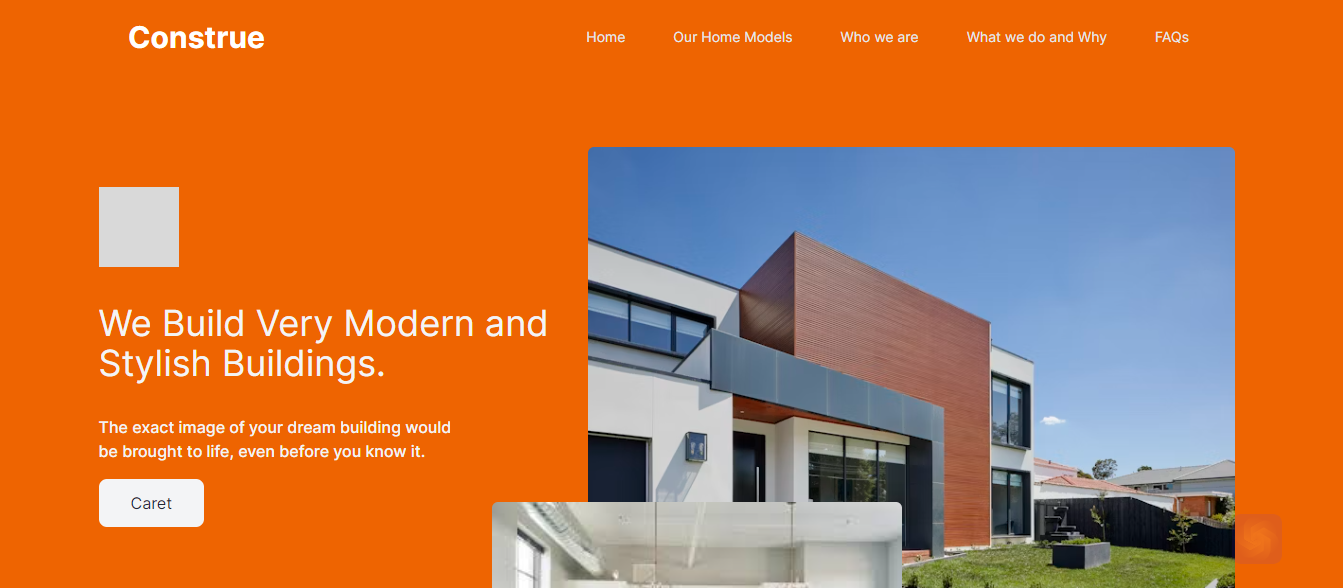 Construe
Home
Our Home Models
Who we are
What we do and Why
FAQs
We Build Very Modern and
Stylish Buildings.
The exact image of your dream building would
be brought to life, even before you know it.
Caret